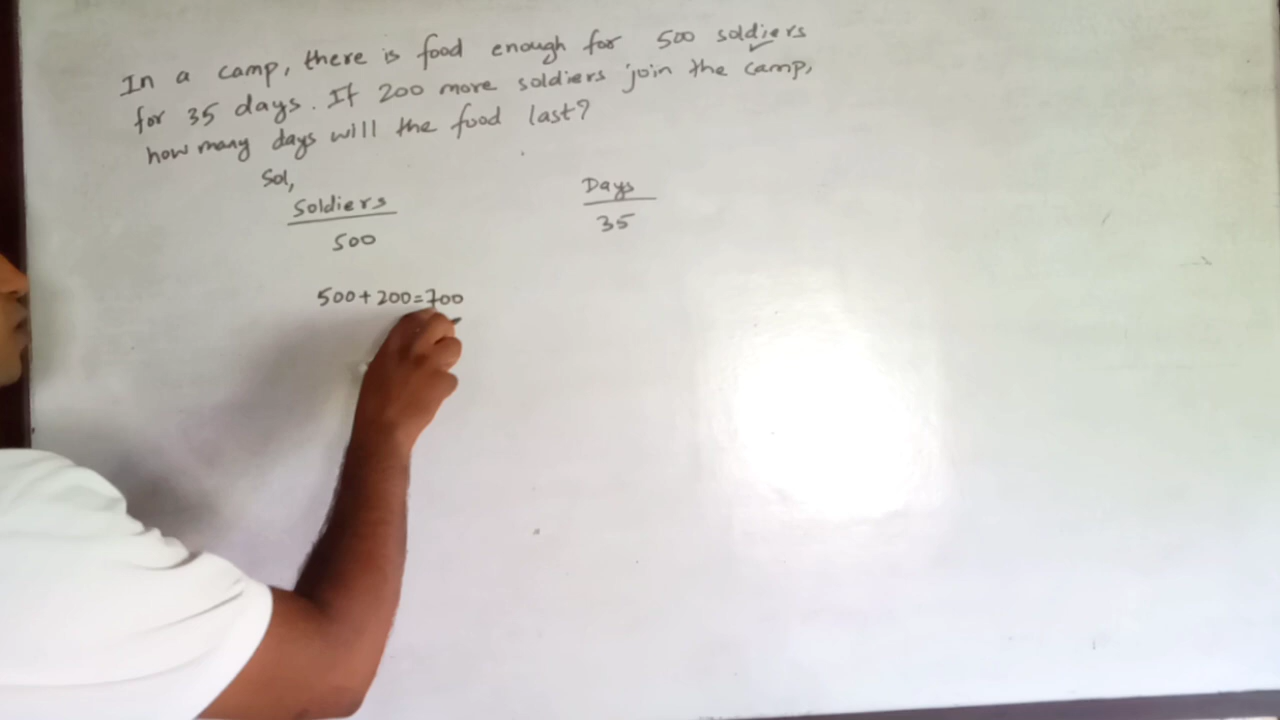 In a camp, there is food enough for 500 soldiers
for 35 days. If 200 more soldiers join the camp,
how many days will the food last?
Sol,
Soldiers Days
500 35
500+200=700